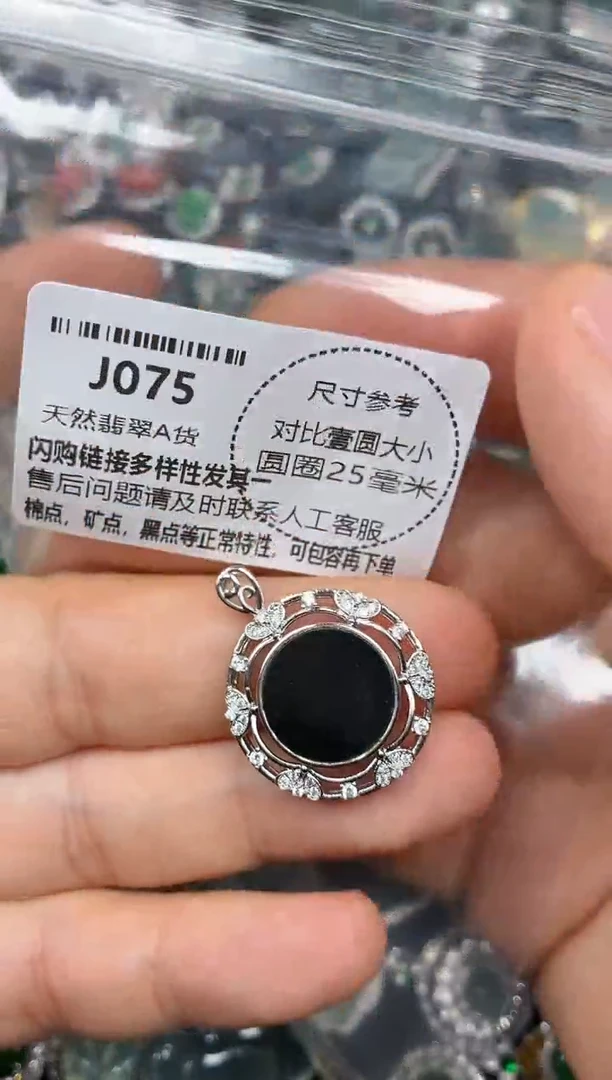 J075
天然翡翠A货
闪购链接多样性发其一
售后问题请及时联系人工客服
棉点，矿点，黑点等正常特性，可包容再下单
尺寸参考
对比壹圆大小
圆圈25毫米